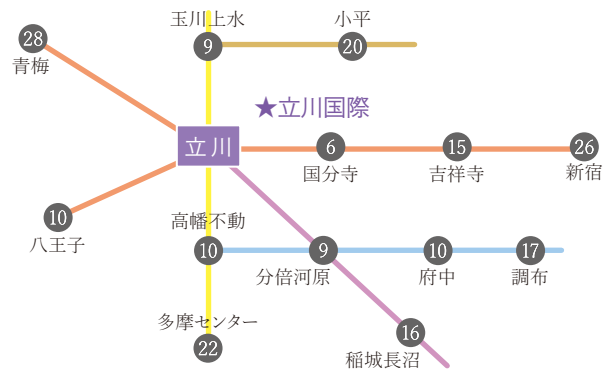 玉川上水
9
小平
20
28
青梅
★立川国際
立川
6
国分寺
15
吉祥寺
26
新宿
10
八王子
高幡不動
10
9
分倍河原
10
府中
17
調布
多摩センター
22
16
稲城長沼